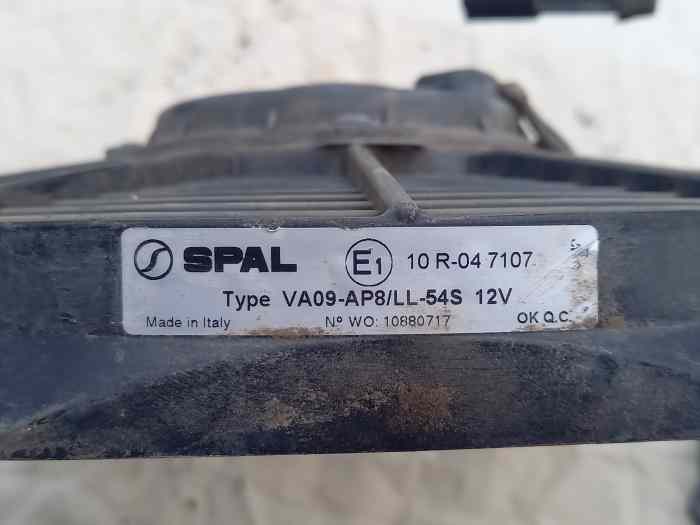 SPAL E1 10 R-04 7107
Type VA09-AP8/LL-54S 12V
Made in Italy Nº WO: 10880717 OK Q.C.